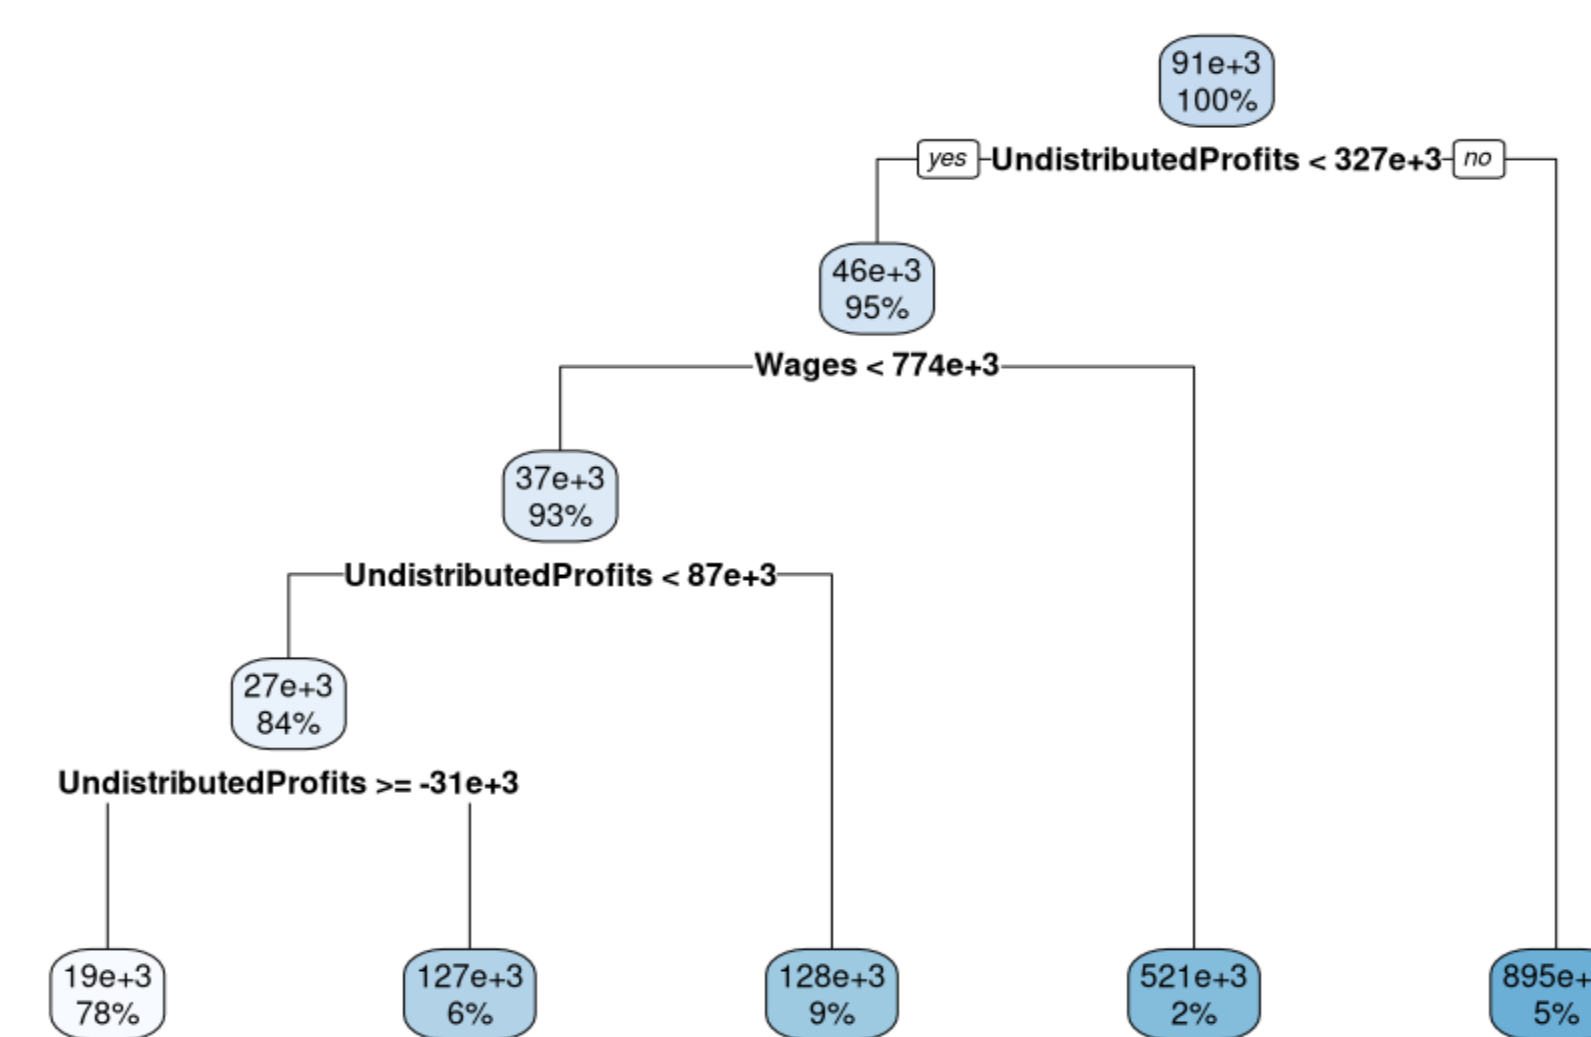 91e+3
100%
yes UndistributedProfits < 327e+3 no
46e+3
95%
Wages < 774e+3
37e+3
93%
UndistributedProfits < 87e+3
27e+3
84%
UndistributedProfits >= -31e+3
19e+3
78%
127e+3
6%
128e+3
9%
521e+3
2%
895e+
5%